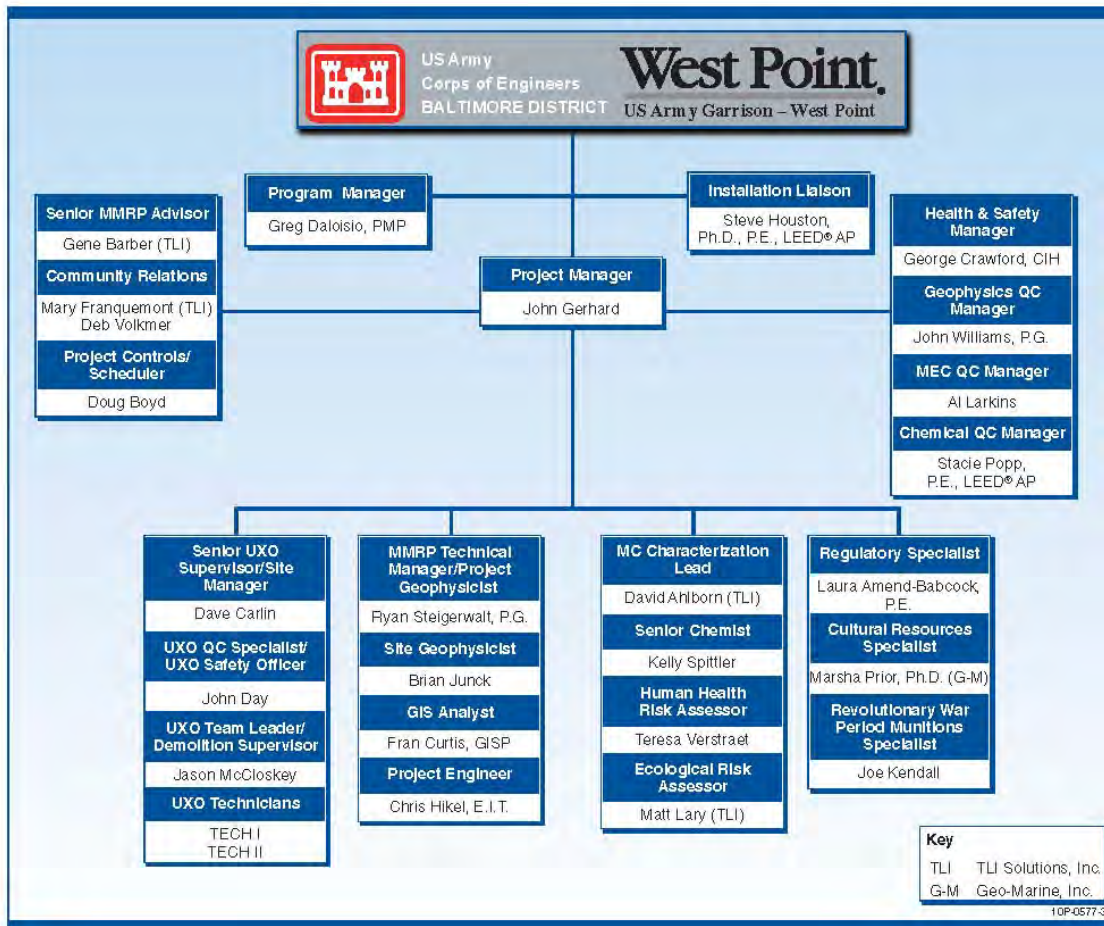 US Army
Corps of Engineers
BALTIMORE DISTRICT
West Point.
US Army Garrison – West Point
Program Manager
Greg Daloisio, PMP
Installation Liaison
Steve Houston,
Ph.D., P.E., LEED® AP
Senior MMRP Advisor
Gene Barber (TLI)
Community Relations
Mary Franquemont (TLI)
Deb Volkmer
Project Controls/
Scheduler
Doug Boyd
Project Manager
John Gerhard
Health & Safety
Manager
George Crawford, CIH
Geophysics QC
Manager
John Williams, P.G.
MEC QC Manager
Al Larkins
Chemical QC Manager
Stacie Popp,
P.E., LEED® AP
Senior UXO
Supervisor/Site
Manager
Dave Carlin
UXO QC Specialist/
UXO Safety Officer
John Day
UXO Team Leader/
Demolition Supervisor
Jason McCloskey
UXO Technicians
TECH I
TECH II
MMRP Technical
Manager/Project
Geophysicist
Ryan Steigerwalt, P.G.
Site Geophysicist
Brian Junck
GIS Analyst
Fran Curtis, GISP
Project Engineer
Chris Hikel, E.I.T.
MC Characterization
Lead
David Ahlborn (TLI)
Senior Chemist
Kelly Spittler
Human Health
Risk Assessor
Teresa Verstraet
Ecological Risk
Assessor
Matt Lary (TLI)
Regulatory Specialist
Laura Amend-Babcock,
P.E.
Cultural Resources
Specialist
Marsha Prior, Ph.D. (G-M)
Revolutionary War
Period Munitions
Specialist
Joe Kendall
Key
TLI TLI Solutions, Inc.
G-M Geo-Marine, Inc.
10P-0577-3